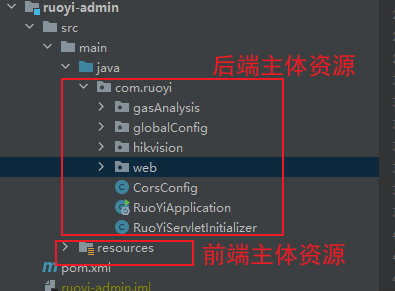 ruoyi-admin
src
main
java
后端主体资源
com.ruoyi
gasAnalysis
globalConfig
hikvision
web
CorsConfig
RuoYiApplication
RuoYiServletInitializer
resources
前端主体资源
pom.xml
ruoyi-admin.iml